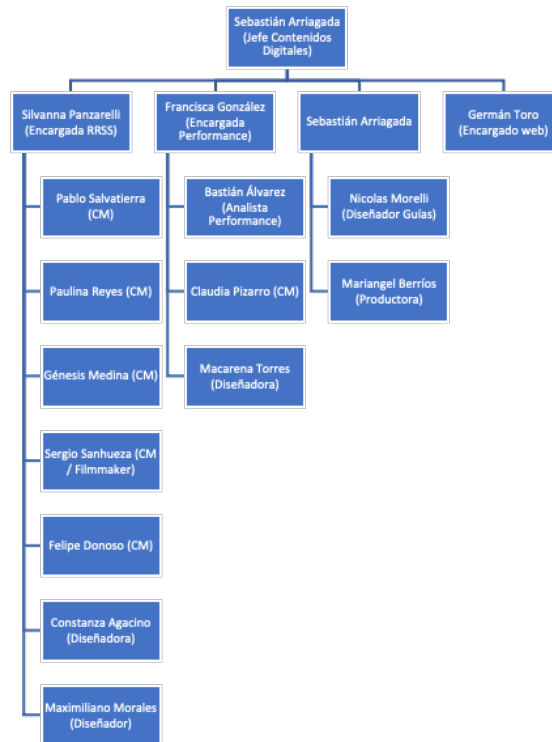 Sebastián Arriagada
(Jefe Contenidos
Digitales)
Silvanna Panzarelli
(Encargada RRSS)
Francisca González
(Encargada
Performance)
Sebastián Arriagada
Germán Toro
(Encargado web)
Pablo Salvatierra
(CM)
Paulina Reyes (CM)
Génesis Medina (CM)
Sergio Sanhueza (CM
/ Filmmaker)
Felipe Donoso (CM)
Constanza Agacino
(Diseñadora)
Maximiliano Morales
(Diseñador)
Bastián Álvarez
(Analista
Performance)
Claudia Pizarro (CM)
Macarena Torres
(Diseñadora)
Nicolas Morelli
(Diseñador Guías)
Mariangel Berríos
(Productora)